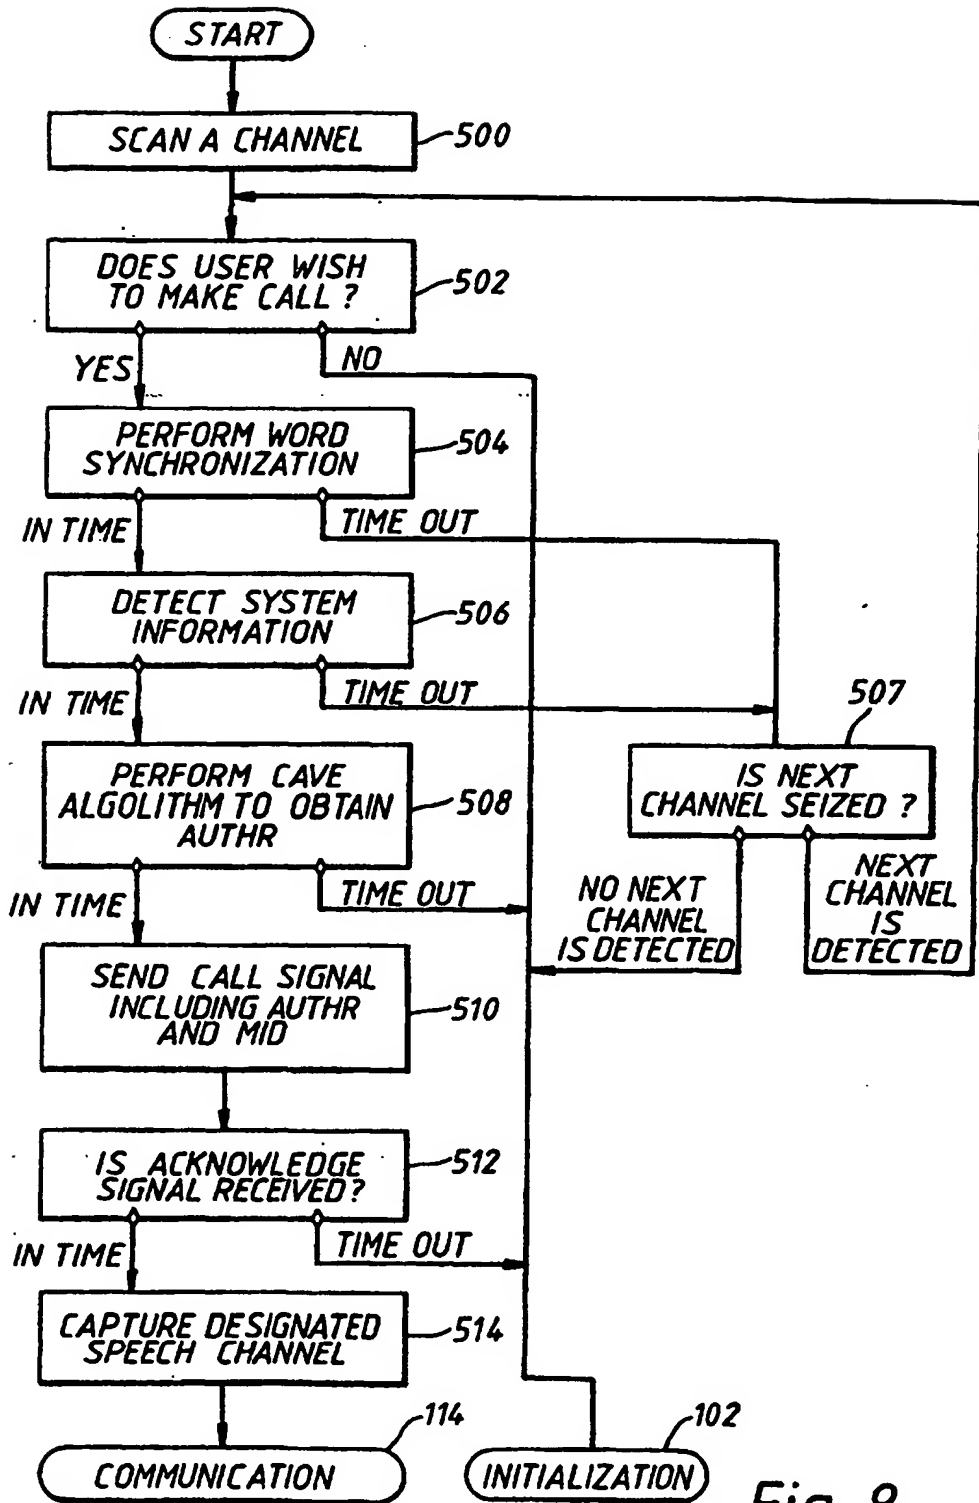 START
SCAN A CHANNEL
500
DOES USER WISH
TO MAKE CALL ?
502
YES
NO
PERFORM WORD
SYNCHRONIZATION
504
IN TIME
TIME OUT
DETECT SYSTEM
INFORMATION
506
IN TIME
TIME OUT
507
IS NEXT
CHANNEL SEIZED ?
PERFORM CAVE
ALGOLITHM TO OBTAIN
AUTHR
508
IN TIME
TIME OUT
NO NEXT
CHANNEL
IS DETECTED
NEXT
CHANNEL
IS
DETECTED
SEND CALL SIGNAL
INCLUDING AUTHR
AND MID
510
IS ACKNOWLEDGE
SIGNAL RECEIVED?
512
IN TIME
TIME OUT
CAPTURE DESIGNATED
SPEECH CHANNEL
514
114
COMMUNICATION
102
INITIALIZATION